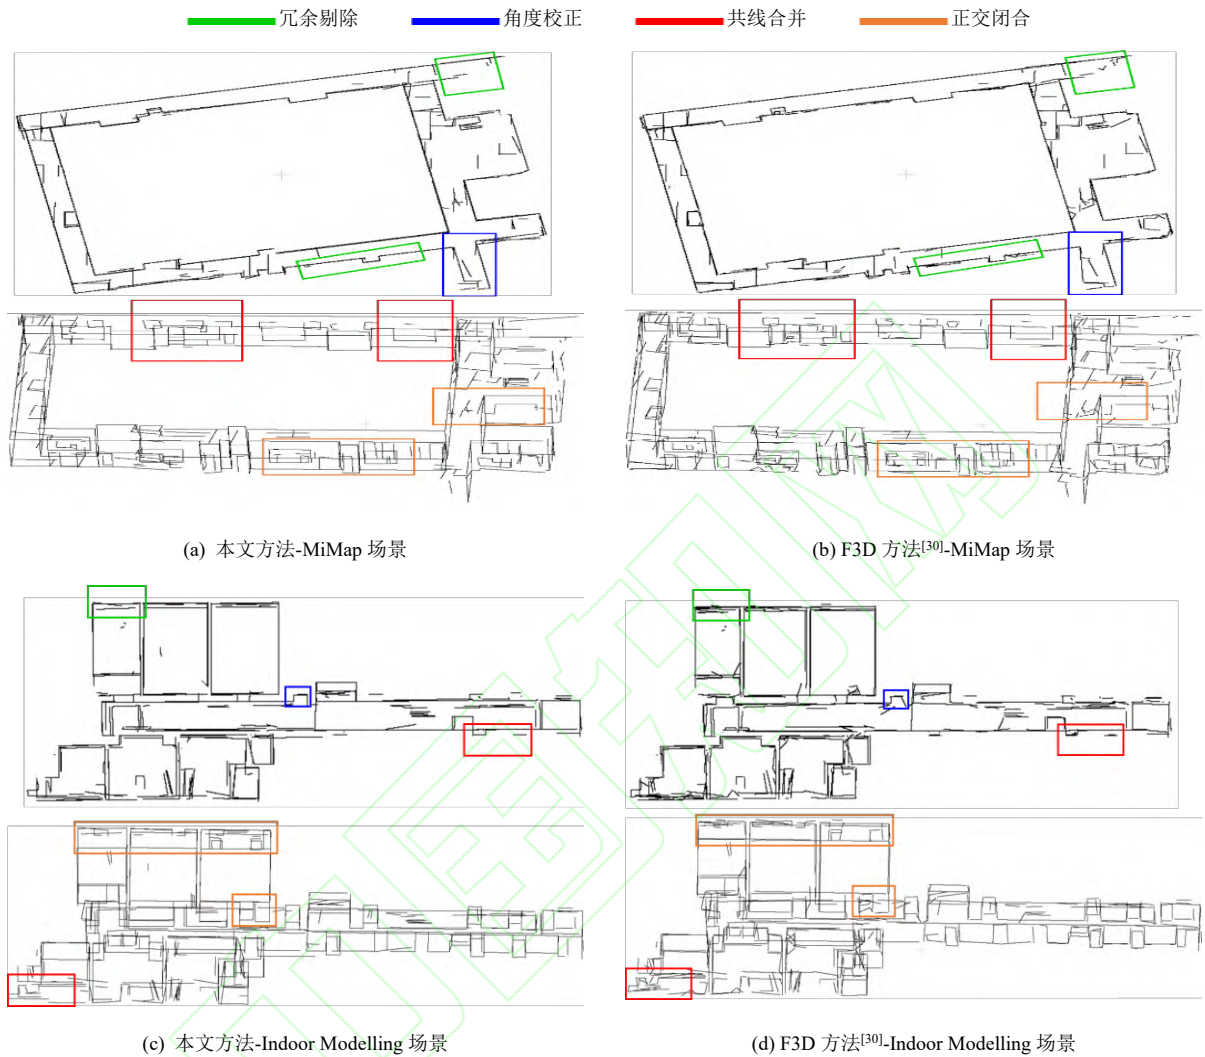 冗余剔除 角度校正 共线合并 正交闭合
(a) 本文方法-MiMap 场景
(b) F3D 方法[30]-MiMap 场景
(c) 本文方法-Indoor Modelling 场景
(d) F3D 方法[30]-Indoor Modelling 场景